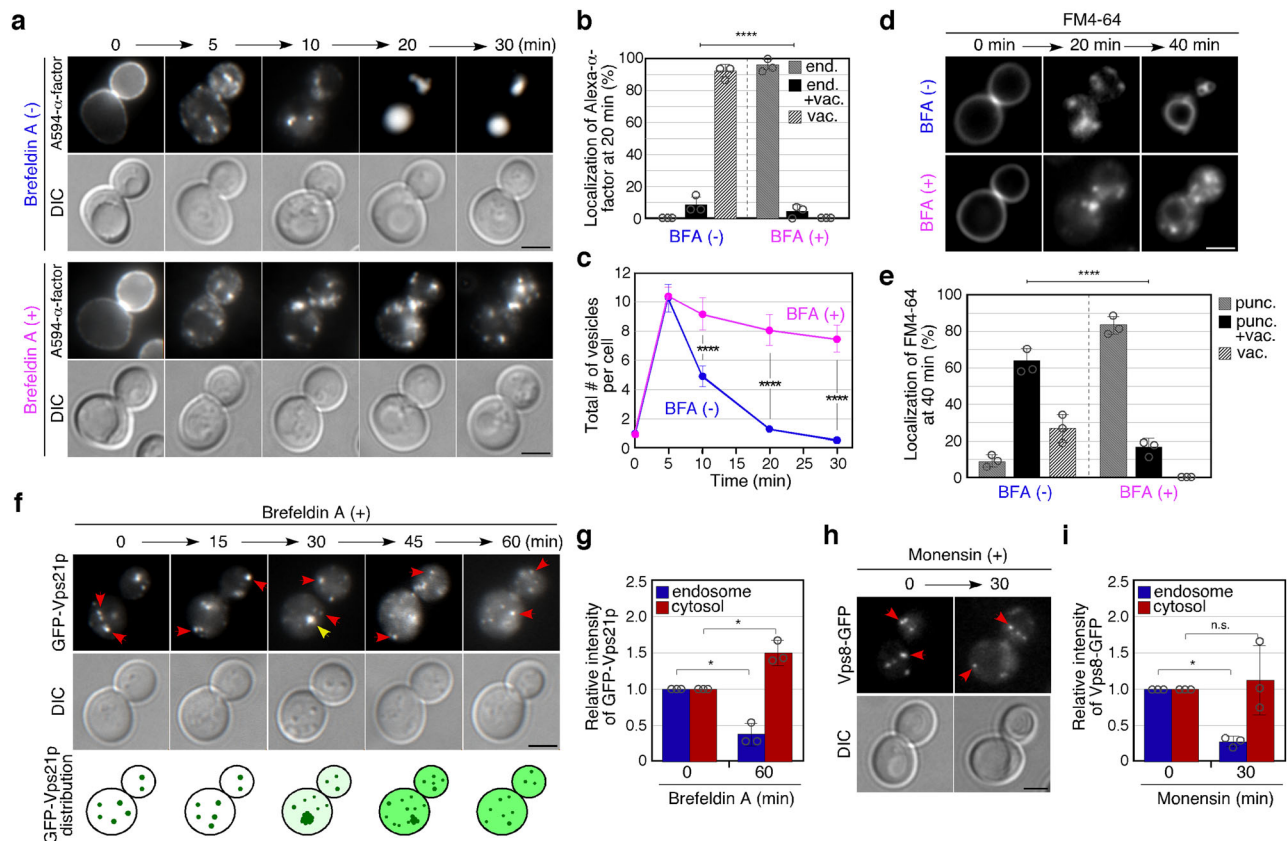 a
0 5 10 20 30 (min)
Brefeldin A (-)
A594-α-factor
DIC
Brefeldin A (+)
A594-α-factor
DIC
b
Localization of Alexa-α-
factor at 20 min (%)
100
80
60
40
20
10
0
****
end.
end.
+vac.
vac.
BFA (-) BFA (+)
c
Total # of vesicles
per cell
12
10
8
6
4
2
0
BFA (+)
BFA (-)
****
****
****
0 5 10 20 30
Time (min)
d
FM4-64
0 min 20 min 40 min
BFA (-)
BFA (+)
e
Localization of FM4-64
at 40 min (%)
100
80
60
40
20
10
0
****
punc.
punc.
+vac.
vac.
BFA (-) BFA (+)
f
Brefeldin A (+)
0 15 30 45 60 (min)
GFP-Vps21p
DIC
GFP-Vps21p
distribution
g
Relative intensity
of GFP-Vps21p
2.5
2.0
1.5
1.0
0.5
0
endosome
cytosol
*
*
0 60
Brefeldin A (min)
h
Monensin (+)
0 30
Vps8-GFP
DIC
i
Relative intensity
of Vps8-GFP
2.5
2.0
1.5
1.0
0.5
0
endosome
cytosol
n.s.
*
0 30
Monensin (min)